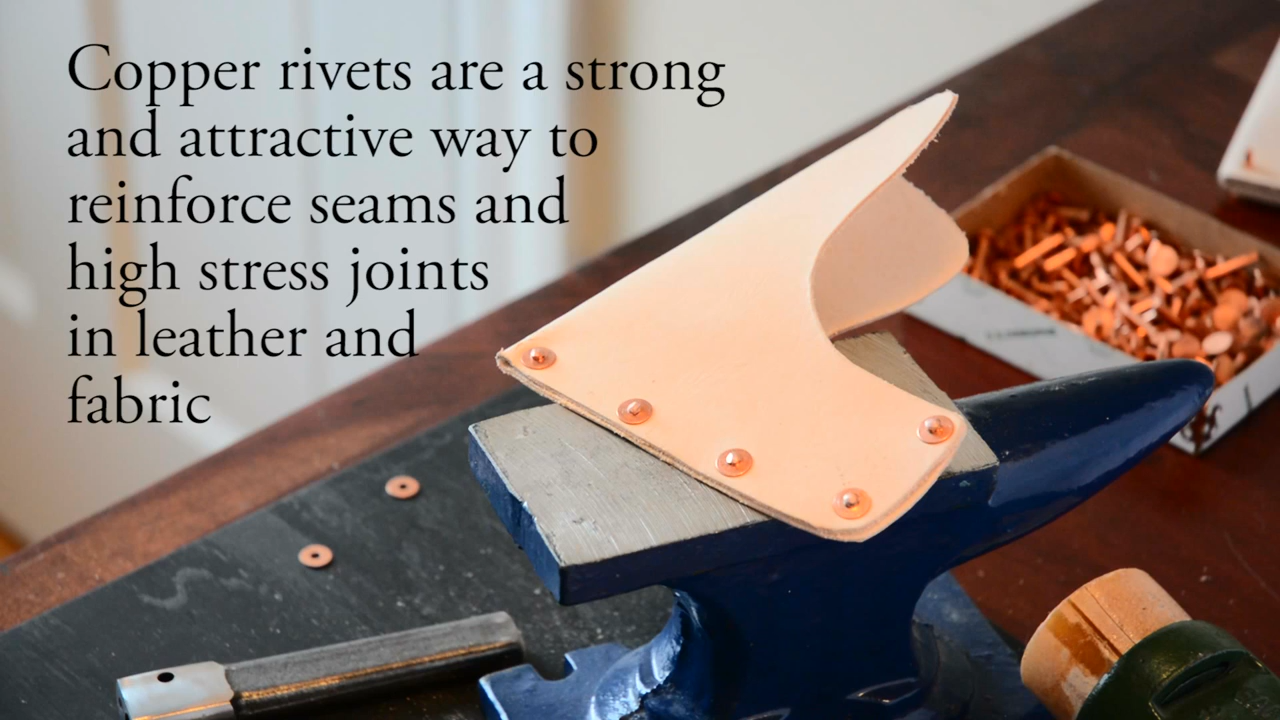 Copper rivets are a strong
and attractive way to
reinforce seams and
high stress joints
in leather and
fabric